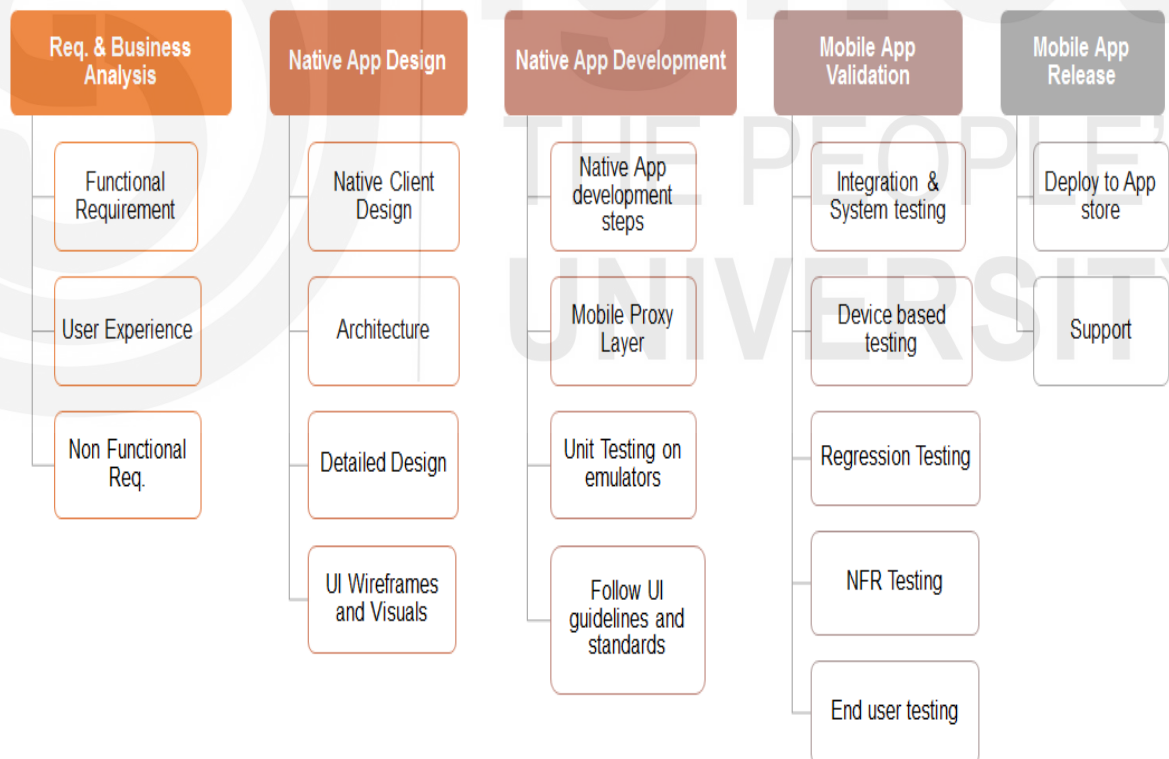 Req. & Business
Analysis
Functional
Requirement
User Experience
Non Functional
Req.
Native App Design
Native Client
Design
Architecture
Detailed Design
UI Wireframes
and Visuals
Native App Development
Native App
development
steps
Mobile Proxy
Layer
Unit Testing on
emulators
Follow UI
guidelines and
standards
Mobile App
Validation
Integration &
System testing
Device based
testing
Regression Testing
NFR Testing
End user testing
Mobile App
Release
Deploy to App
store
Support
THE PEOPLE'
UNIVERSITY